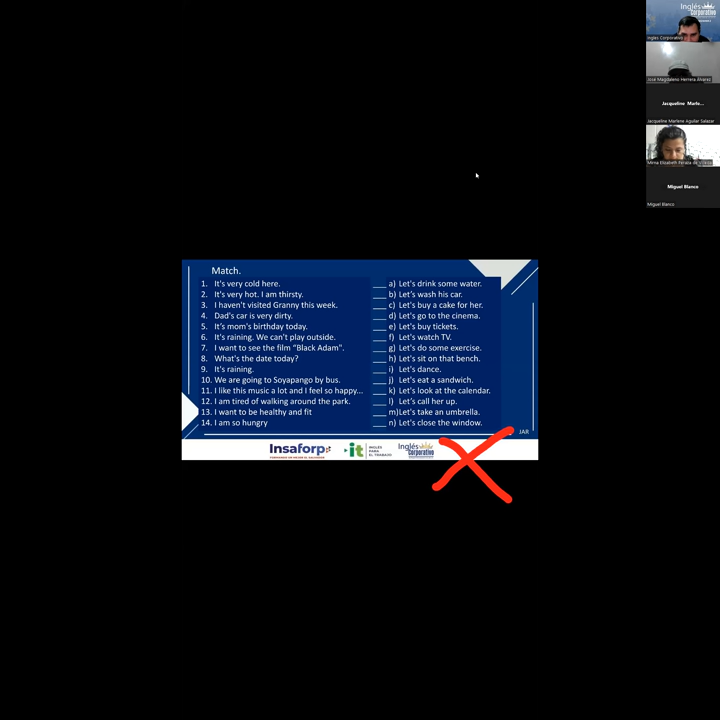 Inglés
Corporativo
Ingles Corporativo
José Magdaleno Herrera Álvarez
Jacqueline Marle...
Jacqueline Marlene Aguilar Salazar
Miguel Blanco
Miguel Blanco
Match.
1. It's very cold here.
2. It's very hot. I am thirsty.
3. I haven't visited Granny this week.
4. Dad's car is very dirty.
5. It's mom's birthday today.
6. It's raining. We can't play outside.
7. I want to see the film "Black Adam".
8. What's the date today?
9. It's raining.
10. We are going to Soyapango by bus.
11. I like this music a lot and I feel so happy...
12. I am tired of walking around the park.
13. I want to be healthy and fit
14. I am so hungry
___ a) Let's drink some water.
___ b) Let's wash his car.
___ c) Let's buy a cake for her.
___ d) Let's go to the cinema.
___ e) Let's buy tickets.
___ f) Let's watch TV.
___ g) Let's do some exercise.
___ h) Let's sit on that bench.
___ i) Let's dance.
___ j) Let's eat a sandwich.
___ k) Let's look at the calendar.
___ l) Let's call her up.
___ m)Let's take an umbrella.
___ n) Let's close the window.
JAR
Insaforp
it
INGLÉS
PARA
EL TRABAJO
Inglés
Corporativo